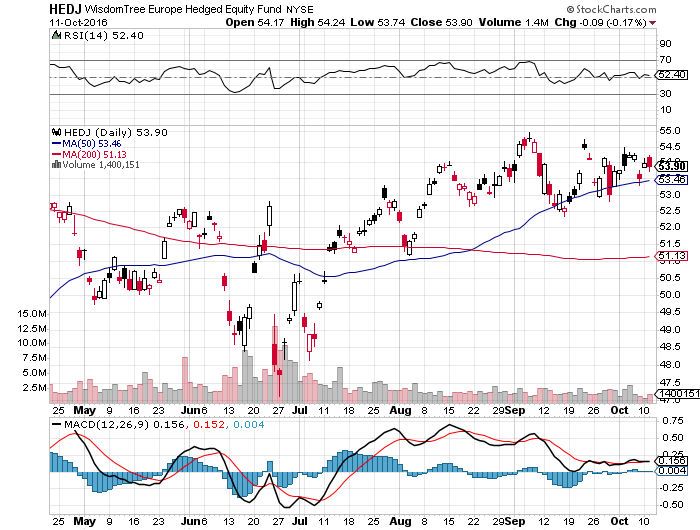 HEDJ WisdomTree Europe Hedged Equity Fund NYSE © StockCharts.com
11-Oct-2016 Open 54.17 High 54.24 Low 53.74 Close 53.90 Volume 1.4M Chg -0.09 (-0.17%)
RSI(14) 52.40
90
70
52.40
50
30
10
HEDJ (Daily) 53.90
MA(50) 53.46
MA(200) 51.13
Volume 1,400,151
55.0
54.5
53.90
53.46
53.0
52.5
52.0
51.5
51.13
50.5
50.0
49.5
49.0
48.5
48.0
47.5
47.0
15.0M
12.5M
10.0M
7.5M
5.0M
2.5M
1400151
25 May 9 16 23 Jun 6 13 20 27 Jul 11 18 25 Aug 8 15 22 29 Sep 12 19 26 Oct 10
MACD(12,26,9) 0.156, 0.152, 0.004
0.75
0.50
0.25
0.156
0.004
-0.25
-0.50
25 May 9 16 23 Jun 6 13 20 27 Jul 11 18 25 Aug 8 15 22 29 Sep 12 19 26 Oct 10